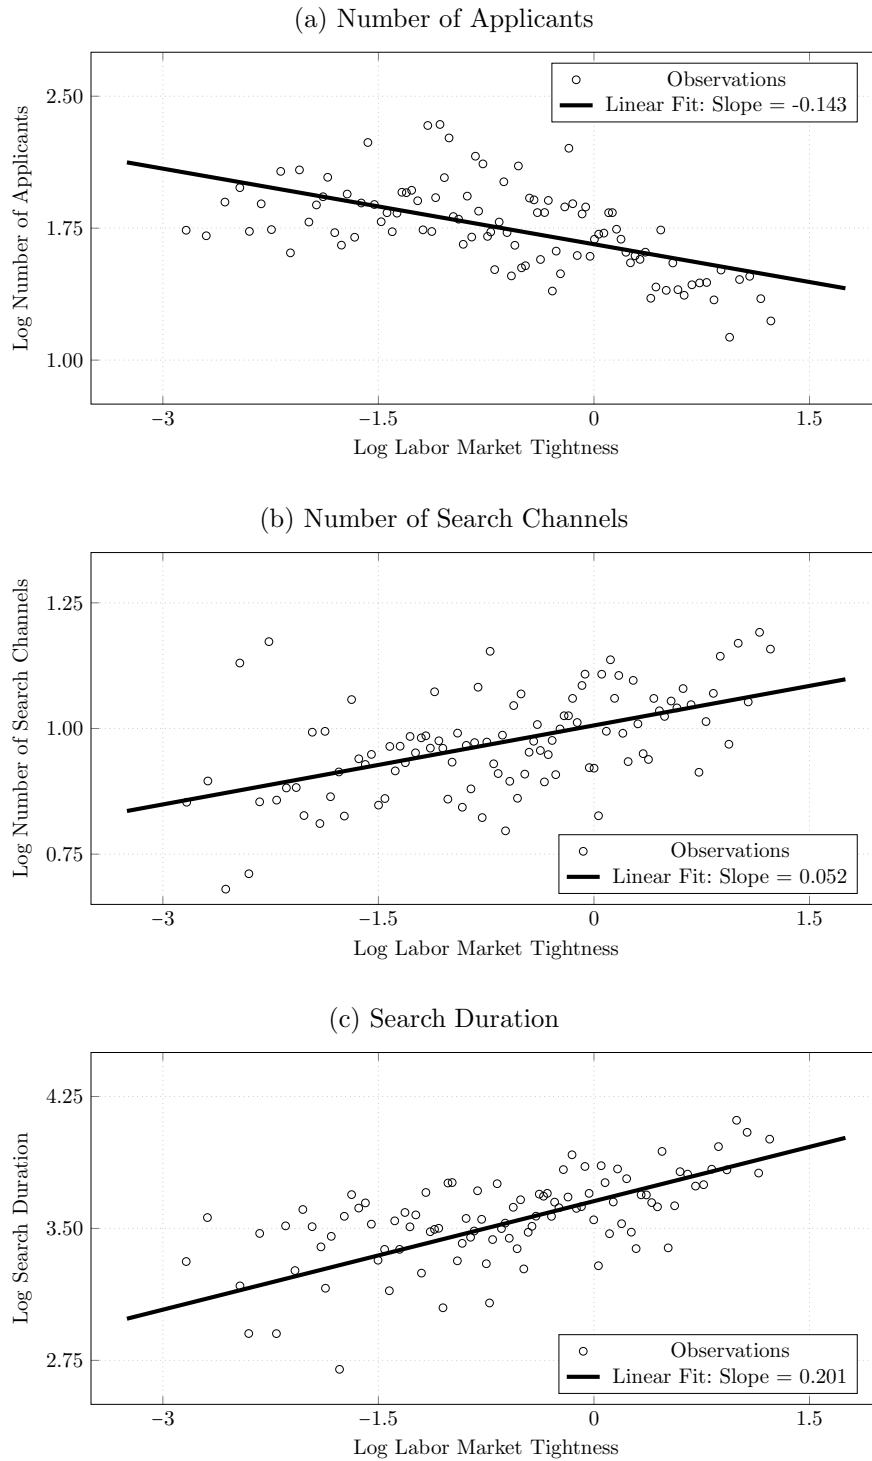 (a) Number of Applicants
Log Number of Applicants
2.50
1.75
1.00
Observations
Linear Fit: Slope = -0.143
−3
−1.5
0
1.5
Log Labor Market Tightness
(b) Number of Search Channels
Log Number of Search Channels
1.25
1.00
0.75
Observations
Linear Fit: Slope = 0.052
−3
−1.5
0
1.5
Log Labor Market Tightness
(c) Search Duration
Log Search Duration
4.25
3.50
2.75
Observations
Linear Fit: Slope = 0.201
−3
−1.5
0
1.5
Log Labor Market Tightness